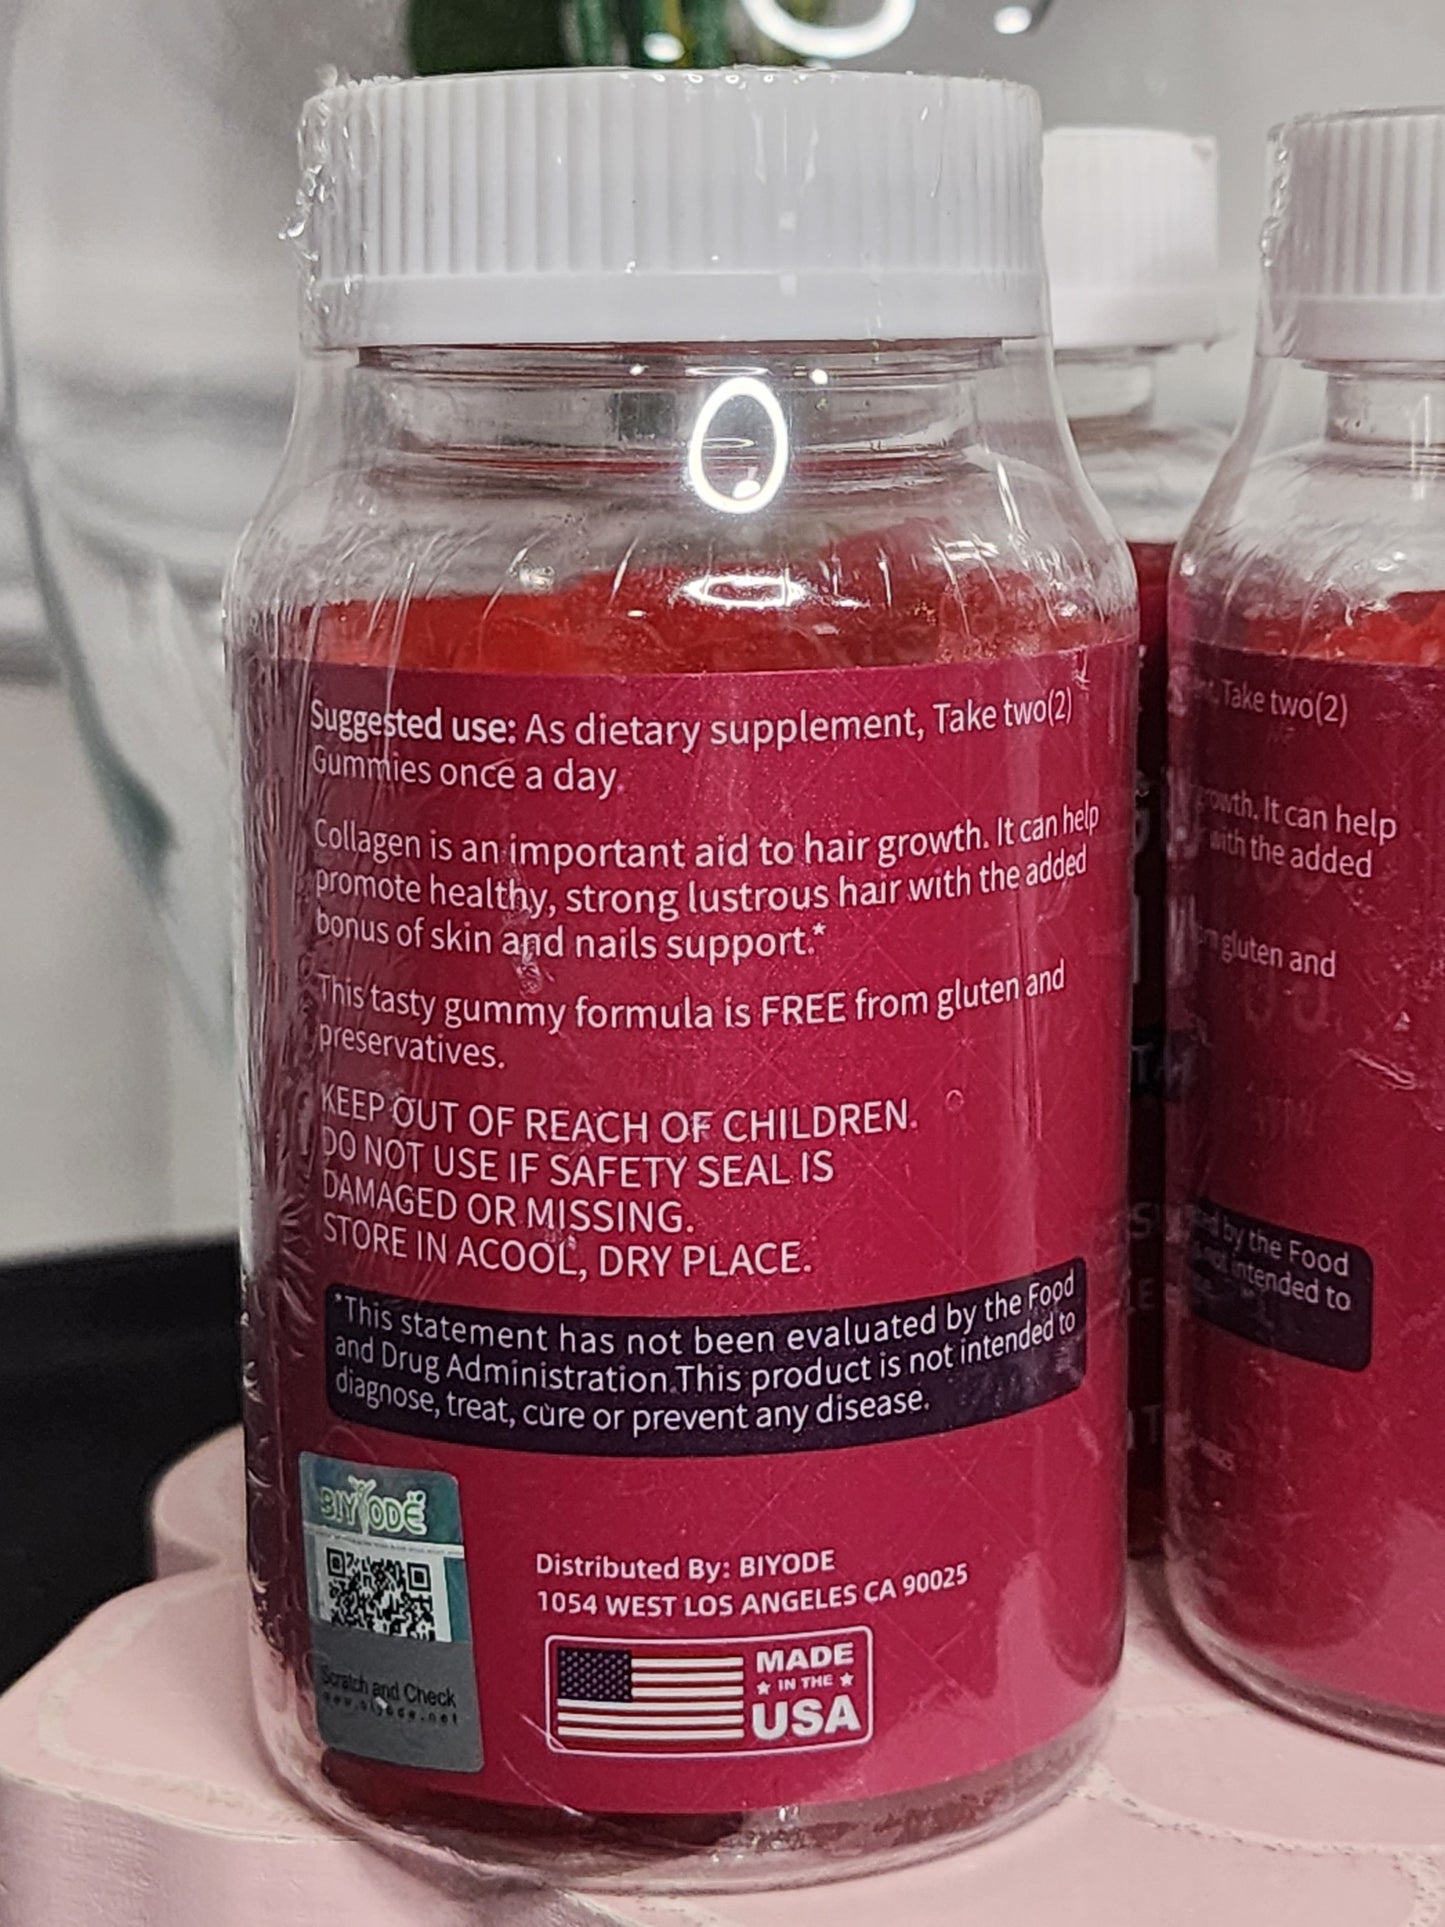 Suggested use: As dietary supplement, Take two(2)
Gummies once a day.
Collagen is an important aid to hair growth. It can help
promote healthy, strong lustrous hair with the added
bonus of skin and nails support.*
This tasty gummy formula is FREE from gluten and
preservatives.
KEEP OUT OF REACH OF CHILDREN.
DO NOT USE IF SAFETY SEAL IS
DAMAGED OR MISSING.
STORE IN ACOOL, DRY PLACE.
*This statement has not been evaluated by the Food
and Drug Administration.This product is not intended to
diagnose, treat, cure or prevent any disease.
BIYODE
Scratch and Check
www.biyode.net
Distributed By: BIYODE
1054 WEST LOS ANGELES CA 90025
MADE
IN THE
USA
Take two(2)
growth. It can help
with the added
gluten and
by the Food
not intended to